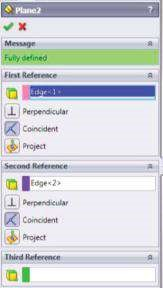 Plane2 ?
Message
Fully defined
First Reference
Edge<1>
Perpendicular
Coincident
Project
Second Reference
Edge<2>
Perpendicular
Coincident
Project
Third Reference